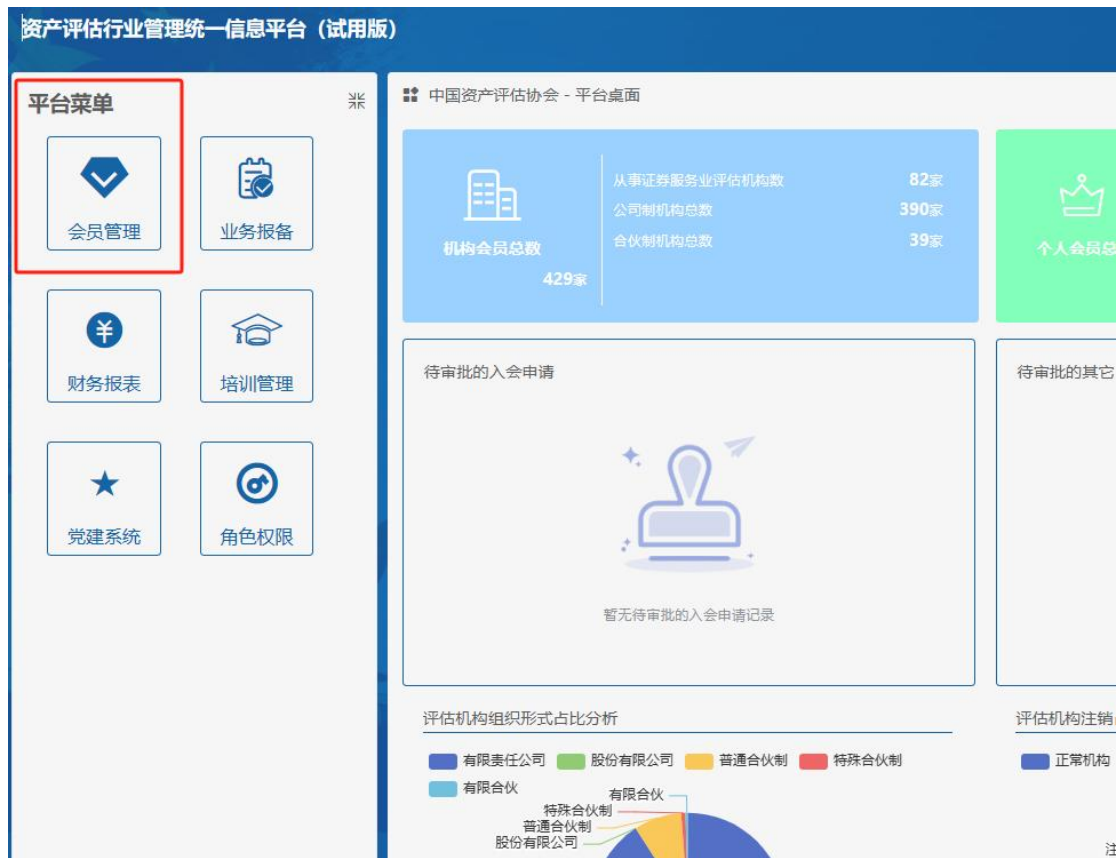 资产评估行业管理统一信息平台（试用版）
平台菜单
会员管理
业务报备
财务报表
培训管理
党建系统
角色权限
中国资产评估协会 - 平台桌面
机构会员总数
429家
从事证券服务业评估机构数 82家
公司制机构总数 390家
合伙制机构总数 39家
个人会员总
待审批的入会申请
暂无待审批的入会申请记录
待审批的其它
评估机构组织形式占比分析
有限责任公司 股份有限公司 普通合伙制 特殊合伙制
有限合伙
有限合伙
特殊合伙制
普通合伙制
股份有限公司
评估机构注销
正常机构
注